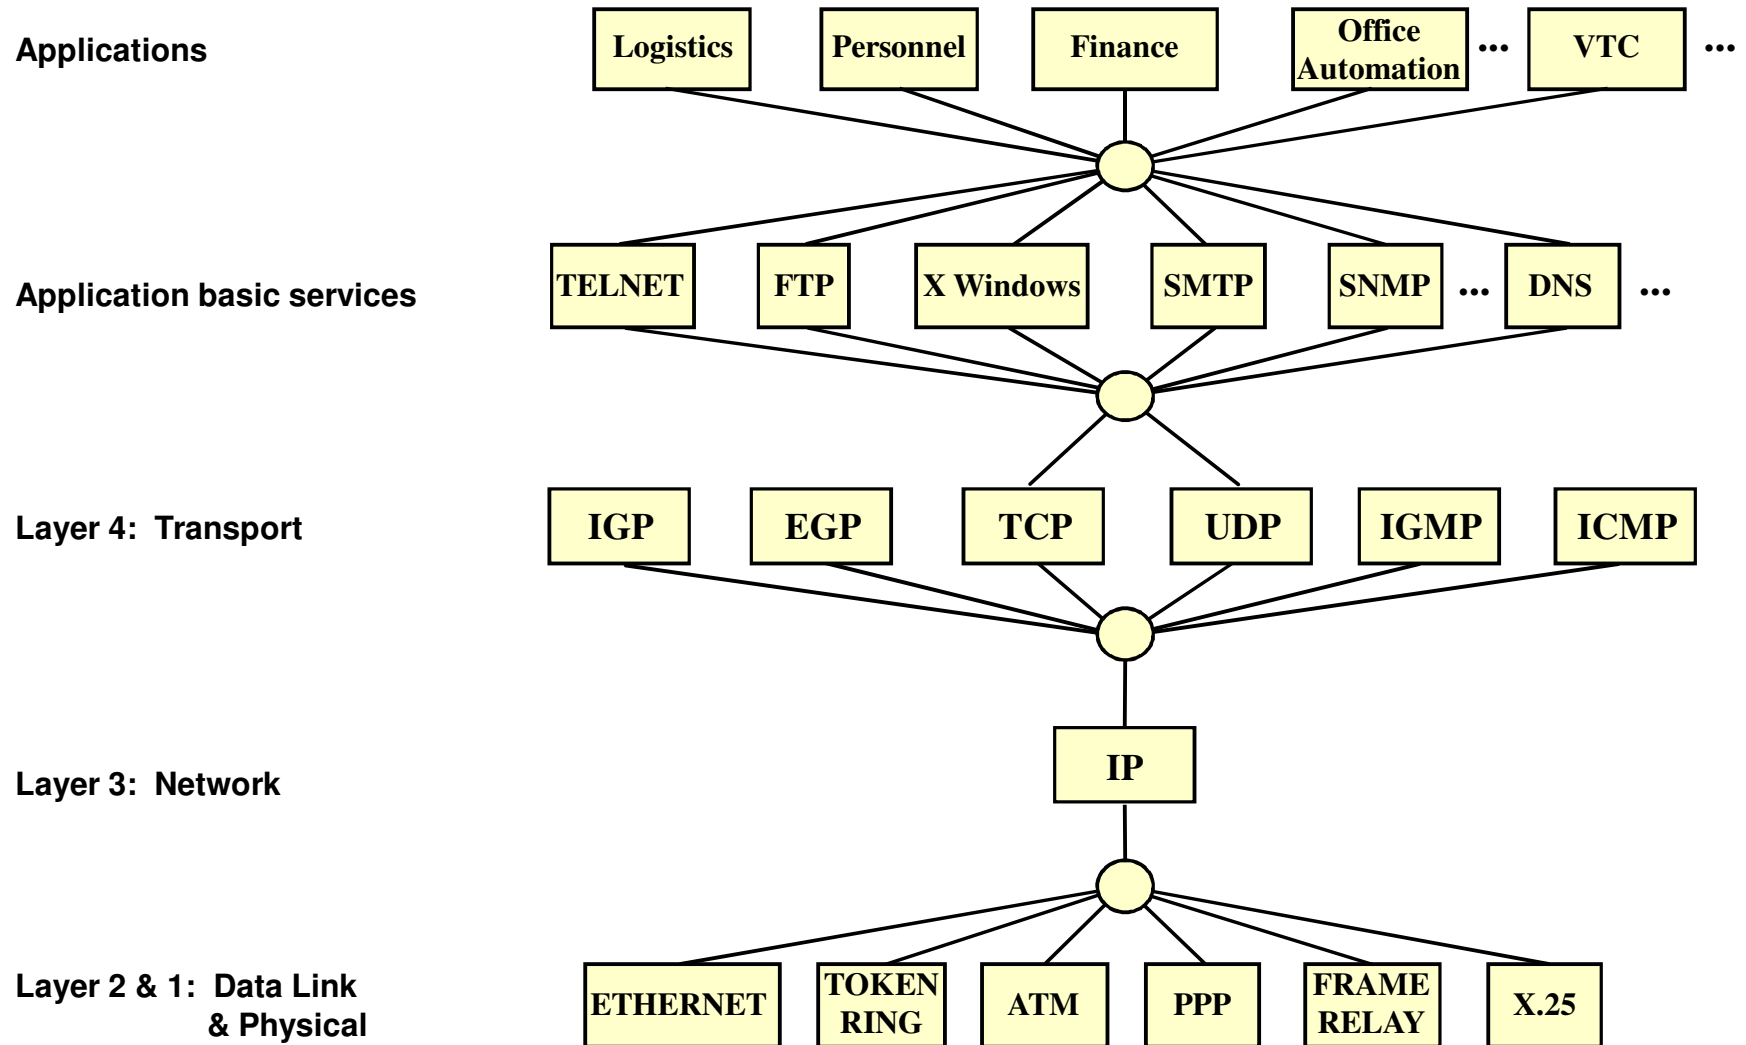 Applications
Logistics
Personnel
Finance
Office
Automation
...
VTC
...
Application basic services
TELNET
FTP
X Windows
SMTP
SNMP
...
DNS
...
Layer 4: Transport
IGP
EGP
TCP
UDP
IGMP
ICMP
Layer 3: Network
IP
Layer 2 & 1: Data Link
& Physical
ETHERNET
TOKEN
RING
ATM
PPP
FRAME
RELAY
X.25